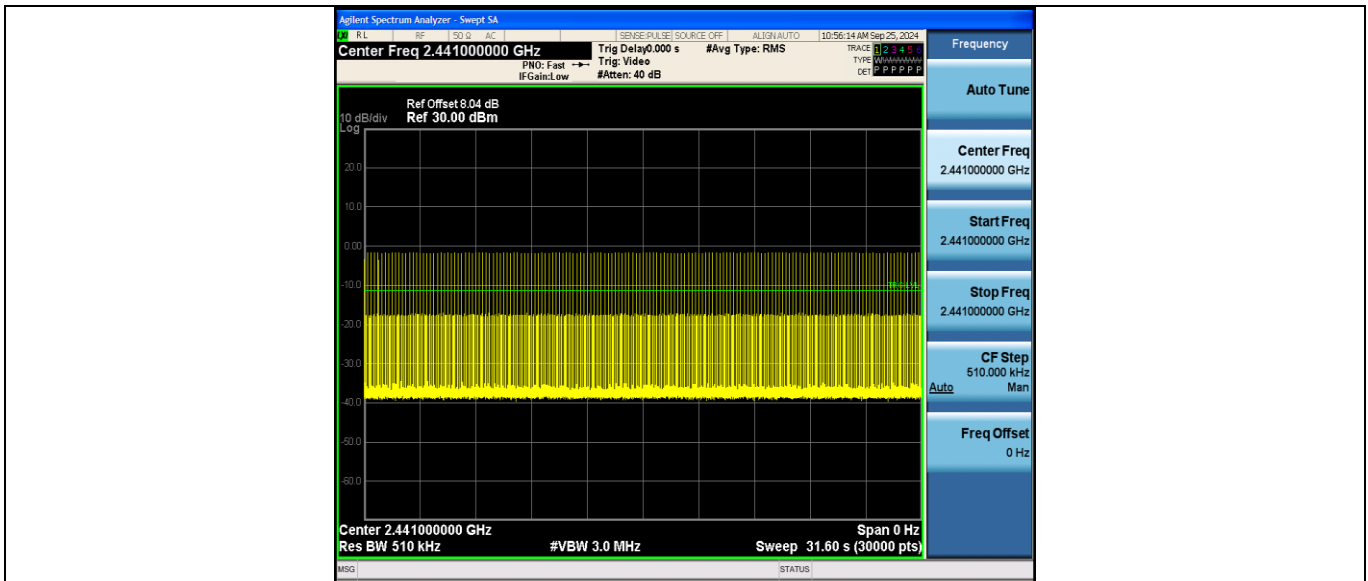 Agilent Spectrum Analyzer - Swept SA
LXI RL RF 50 Ω AC SENSE:PULSE SOURCE OFF ALIGN AUTO 10:56:14 AM Sep 25, 2024
Center Freq 2.441000000 GHz
PNO: Fast
IFGain:Low
Trig Delay0.000 s
Trig: Video
#Atten: 40 dB
#Avg Type: RMS
TRACE 1 2 3 4 5 6
TYPE WWWWWW
DET P P P P P P
Ref Offset 8.04 dB
10 dB/div Ref 30.00 dBm
Log
20.0
10.0
0.00
-10.0
TRIG LVL
-20.0
-30.0
-40.0
-50.0
-60.0
Center 2.441000000 GHz Span 0 Hz
Res BW 510 kHz #VBW 3.0 MHz Sweep 31.60 s (30000 pts)
MSG STATUS
Frequency
Auto Tune
Center Freq
2.441000000 GHz
Start Freq
2.441000000 GHz
Stop Freq
2.441000000 GHz
CF Step
510.000 kHz
Auto Man
Freq Offset
0 Hz